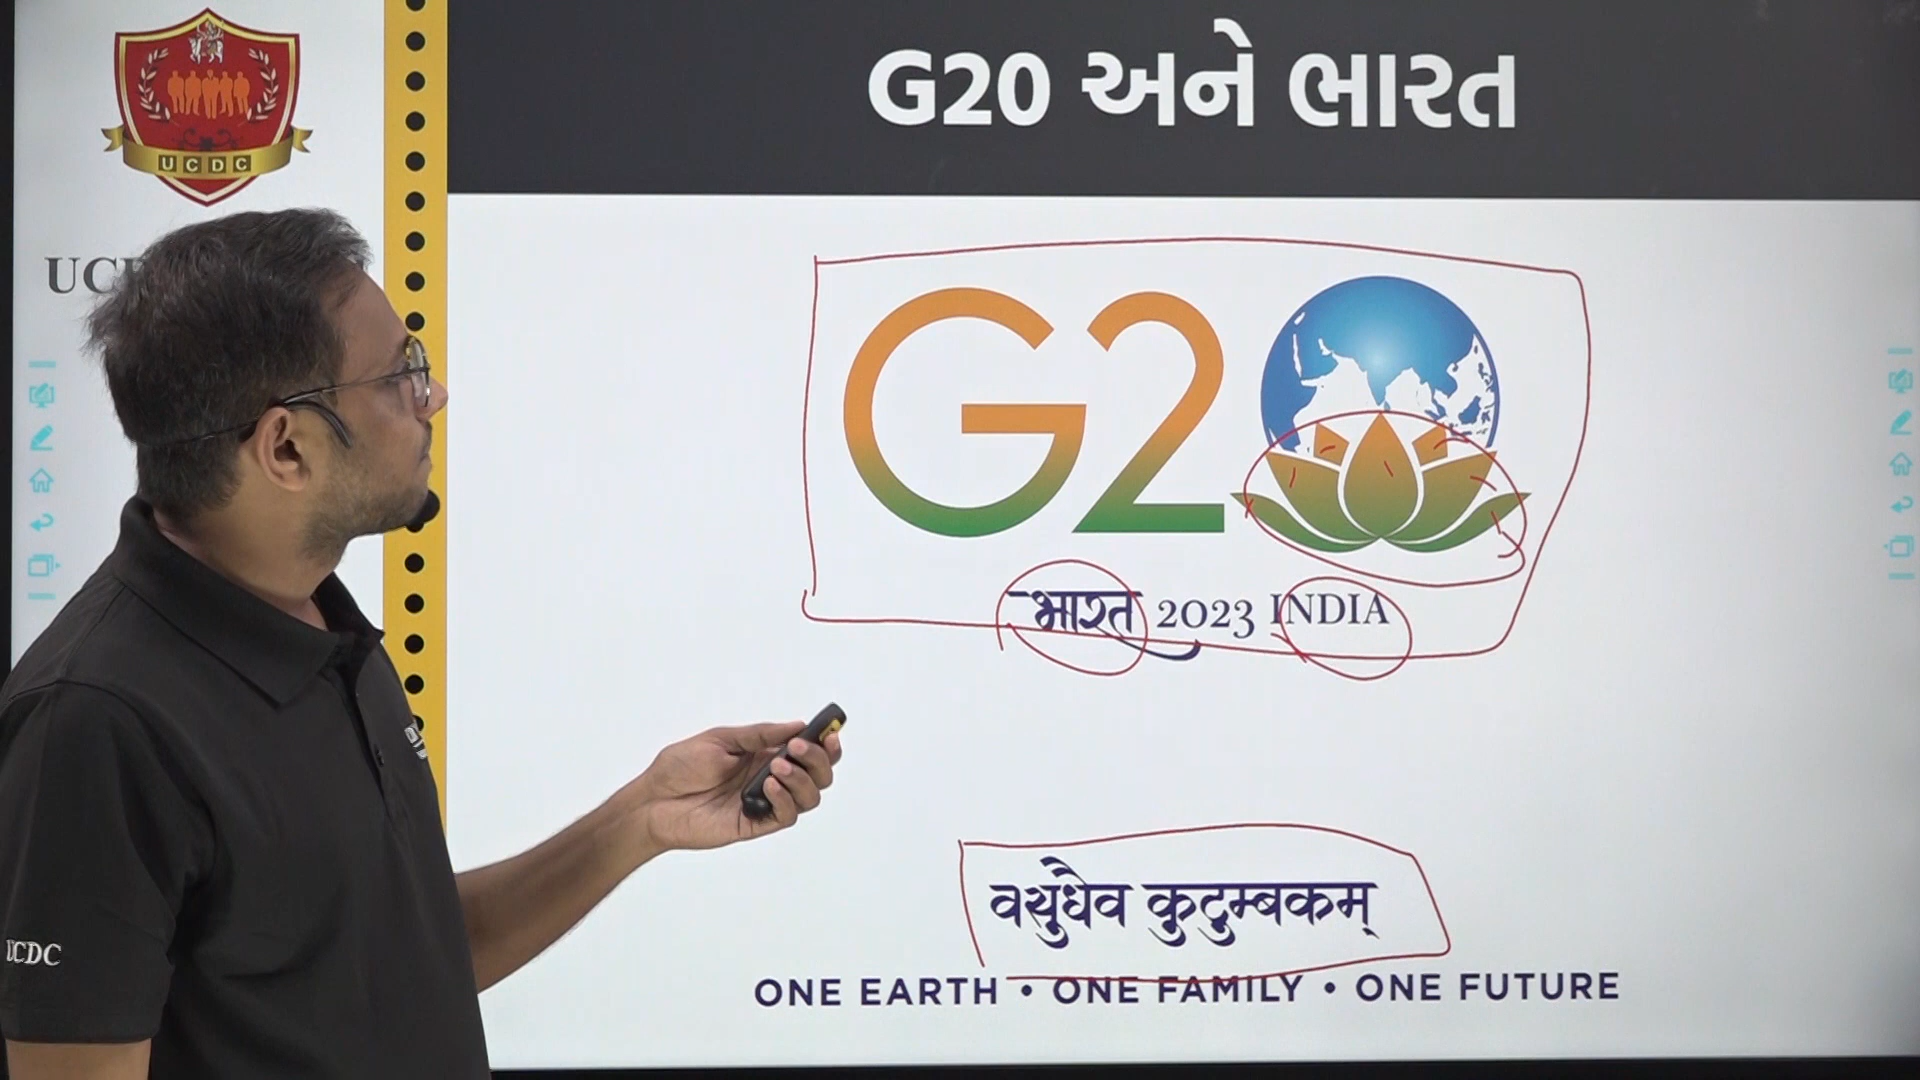 UCDC
G20 અને ભારત
G20
भारत 2023 INDIA
वसुधैव कुटुम्बकम्
ONE EARTH • ONE FAMILY • ONE FUTURE
UCDC